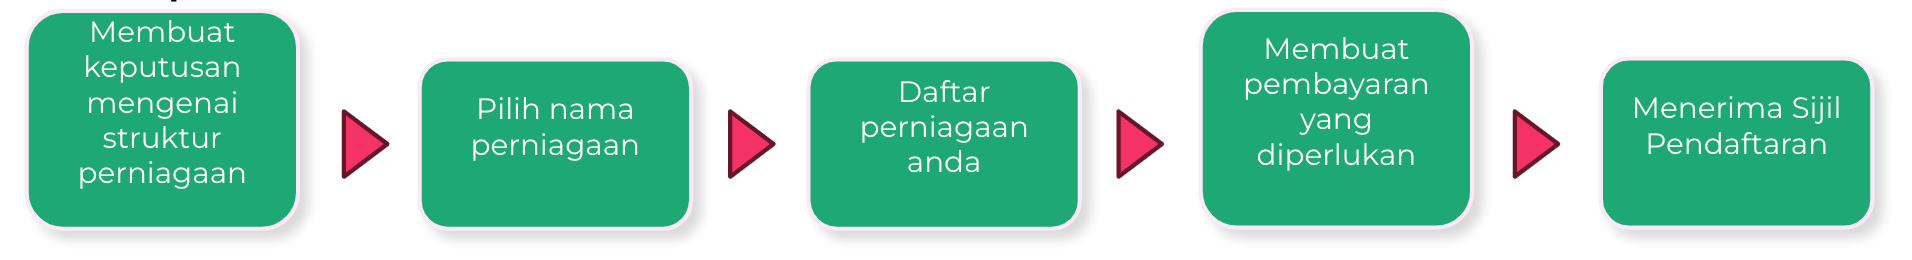 Membuat
keputusan
mengenai
struktur
perniagaan
Pilih nama
perniagaan
Daftar
perniagaan
anda
Membuat
pembayaran
yang
diperlukan
Menerima Sijil
Pendaftaran